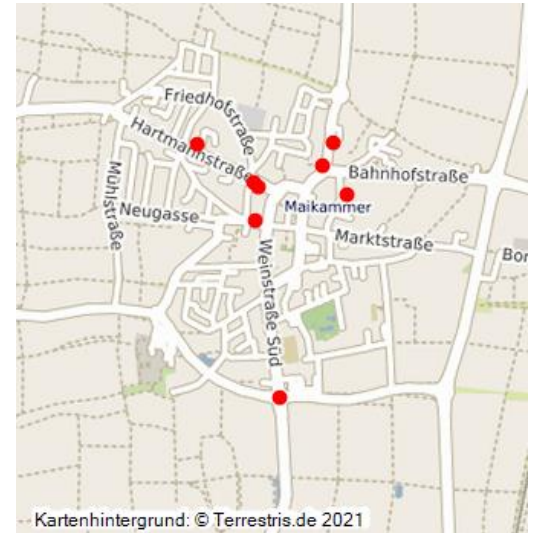 Friedhofstraße
Hartmannstraße
Bahnhofstraße
Mühlstraße
Neugasse
Maikammer
Marktstraße
Weinstraße Süd
Bor
Kartenhintergrund: © Terrestris.de 2021